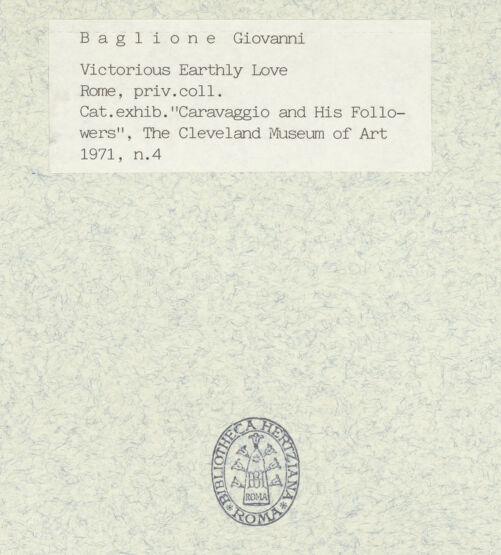 Baglione Giovanni
Victorious Earthly Love
Rome, priv.coll.
Cat.exhib."Caravaggio and His Follo-
wers", The Cleveland Museum of Art
1971, n.4
BIBLIOTHECA HERTZIANA
ROMA
ROMA